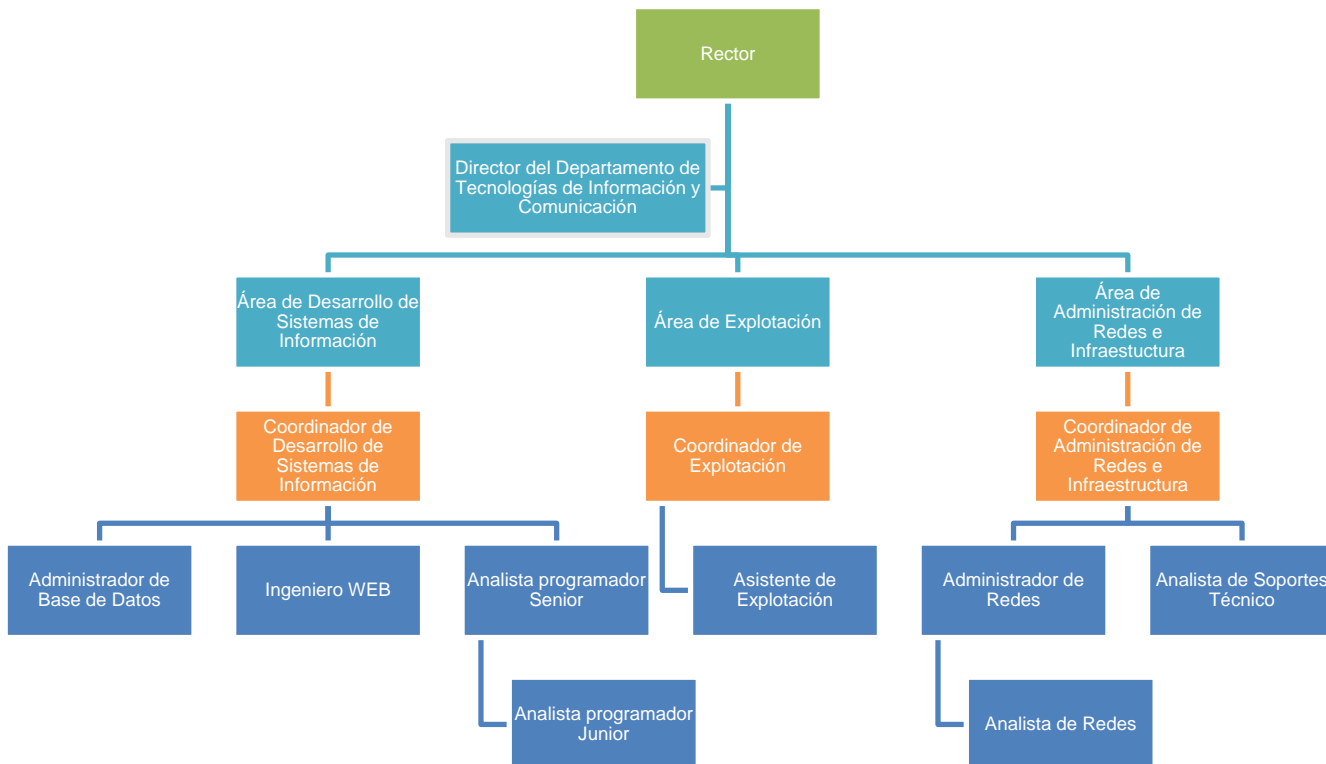 Rector
Director del Departamento de
Tecnologías de Información y
Comunicación
Área de Desarrollo de
Sistemas de
Información
Área de Explotación
Área de
Administración de
Redes e
Infraestuctura
Coordinador de
Desarrollo de
Sistemas de
Información
Coordinador de
Explotación
Coordinador de
Administración de
Redes e
Infraestructura
Administrador de
Base de Datos
Ingeniero WEB
Analista programador
Senior
Asistente de
Explotación
Administrador de
Redes
Analista de Soportes
Técnico
Analista programador
Junior
Analista de Redes